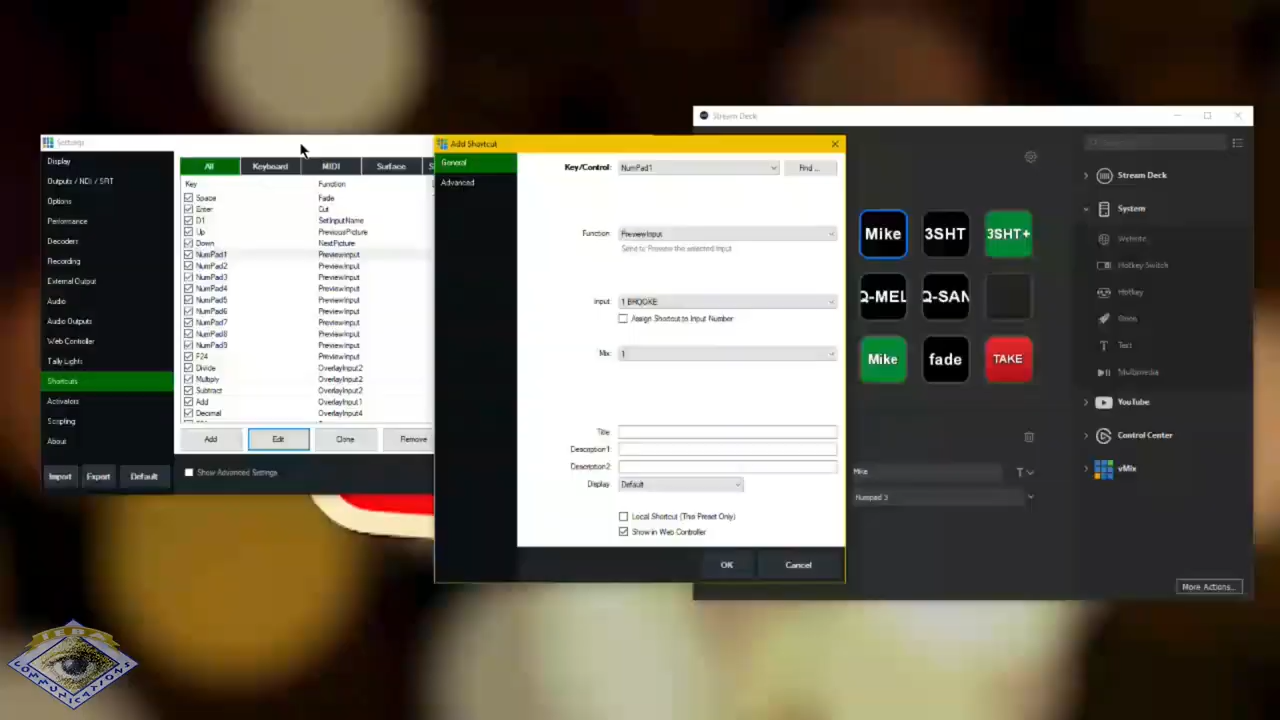 Settings
Display
Outputs / NDI / SRT
Options
Performance
Decoders
Recording
External Output
Audio
Audio Outputs
Web Controller
Tally Lights
Shortcuts
Activators
Scripting
About
Import Export Default
All Keyboard MIDI Surface S
Key Function
Space Fade
Enter Cut
D1 SetInputName
Up PreviousPicture
Down NextPicture
NumPad1 PreviewInput
NumPad2 PreviewInput
NumPad3 PreviewInput
NumPad4 PreviewInput
NumPad5 PreviewInput
NumPad6 PreviewInput
NumPad7 PreviewInput
NumPad8 PreviewInput
NumPad9 PreviewInput
F24 PreviewInput
Divide OverlayInput2
Multiply OverlayInput2
Subtract OverlayInput2
Add OverlayInput1
Decimal OverlayInput4
Add Edit Clone Remove
Show Advanced Settings
Add Shortcut
General
Advanced
Key/Control: NumPad1 Find ...
Function: PreviewInput
Send to Preview the selected Input
Input: 1 BROOKE
Assign Shortcut to Input Number
Mix: 1
Title:
Description1:
Description2:
Display: Default
Local Shortcut (This Preset Only)
Show in Web Controller
OK Cancel
Stream Deck
Mike 3SHT 3SHT+
Q-MEL Q-SAN
Mike fade TAKE
Mike
Numpad 3
Stream Deck
System
Website
Hotkey Switch
Hotkey
Open
Text
Multimedia
YouTube
Control Center
vMix
More Actions...
IEBA
COMMUNICATIONS